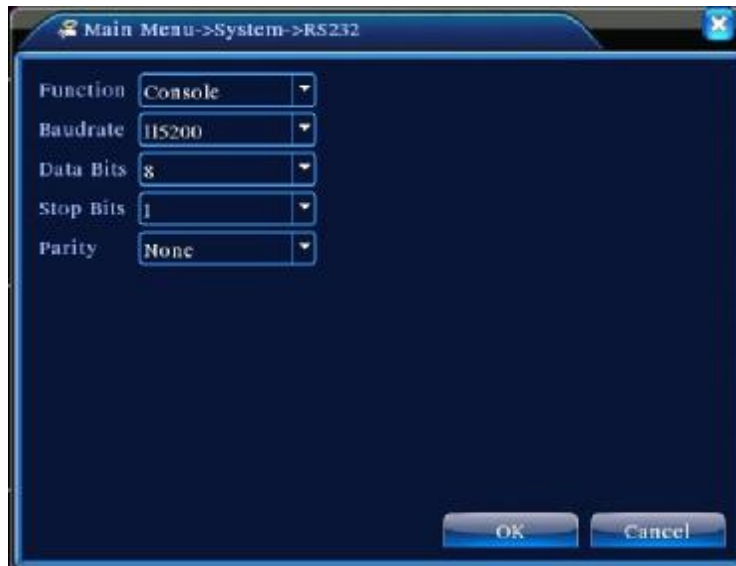 Main Menu->System->RS232
Function Console
Baudrate 115200
Data Bits 8
Stop Bits 1
Parity None
OK Cancel